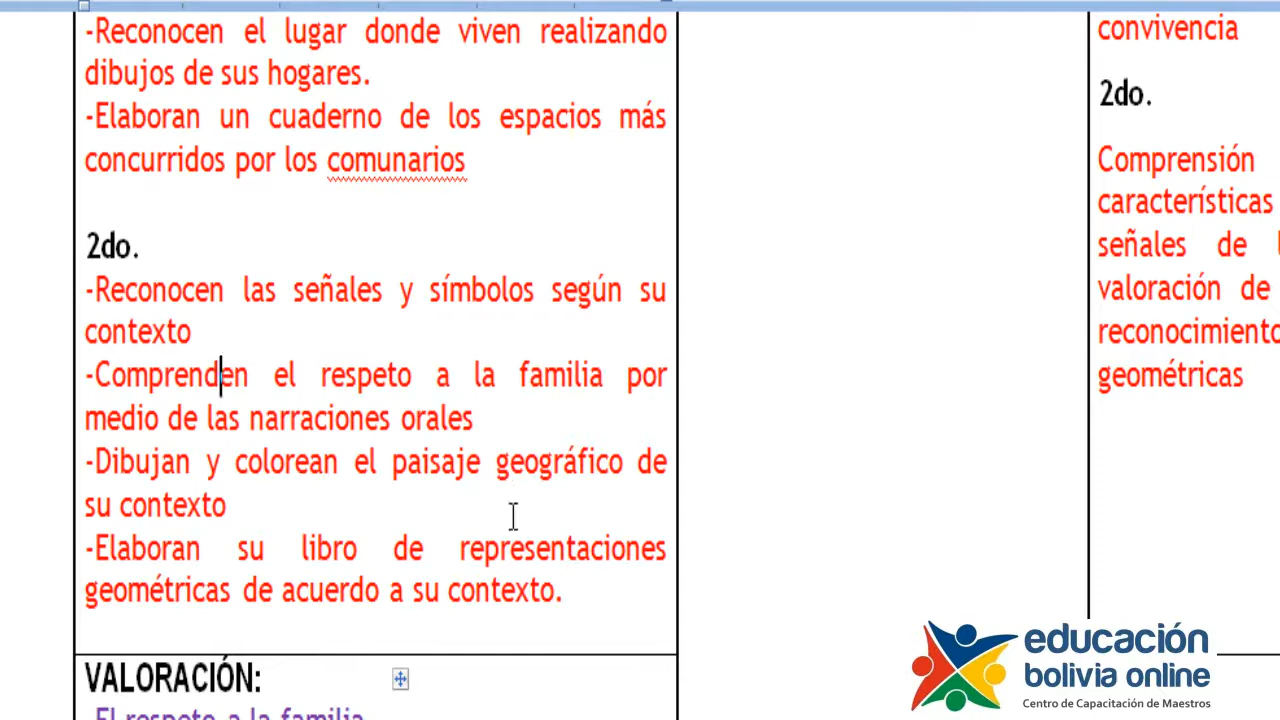 -Reconocen el lugar donde viven realizando
dibujos de sus hogares.
-Elaboran un cuaderno de los espacios más
concurridos por los comunarios
2do.
-Reconocen las señales y símbolos según su
contexto
-Comprenden el respeto a la familia por
medio de las narraciones orales
-Dibujan y colorean el paisaje geográfico de
su contexto
-Elaboran su libro de representaciones
geométricas de acuerdo a su contexto.
VALORACIÓN:
-El respeto a la familia
convivencia
2do.
Comprensión
características
señales de
valoración de
reconocimiento
geométricas
educación
bolivia online
Centro de Capacitación de Maestros